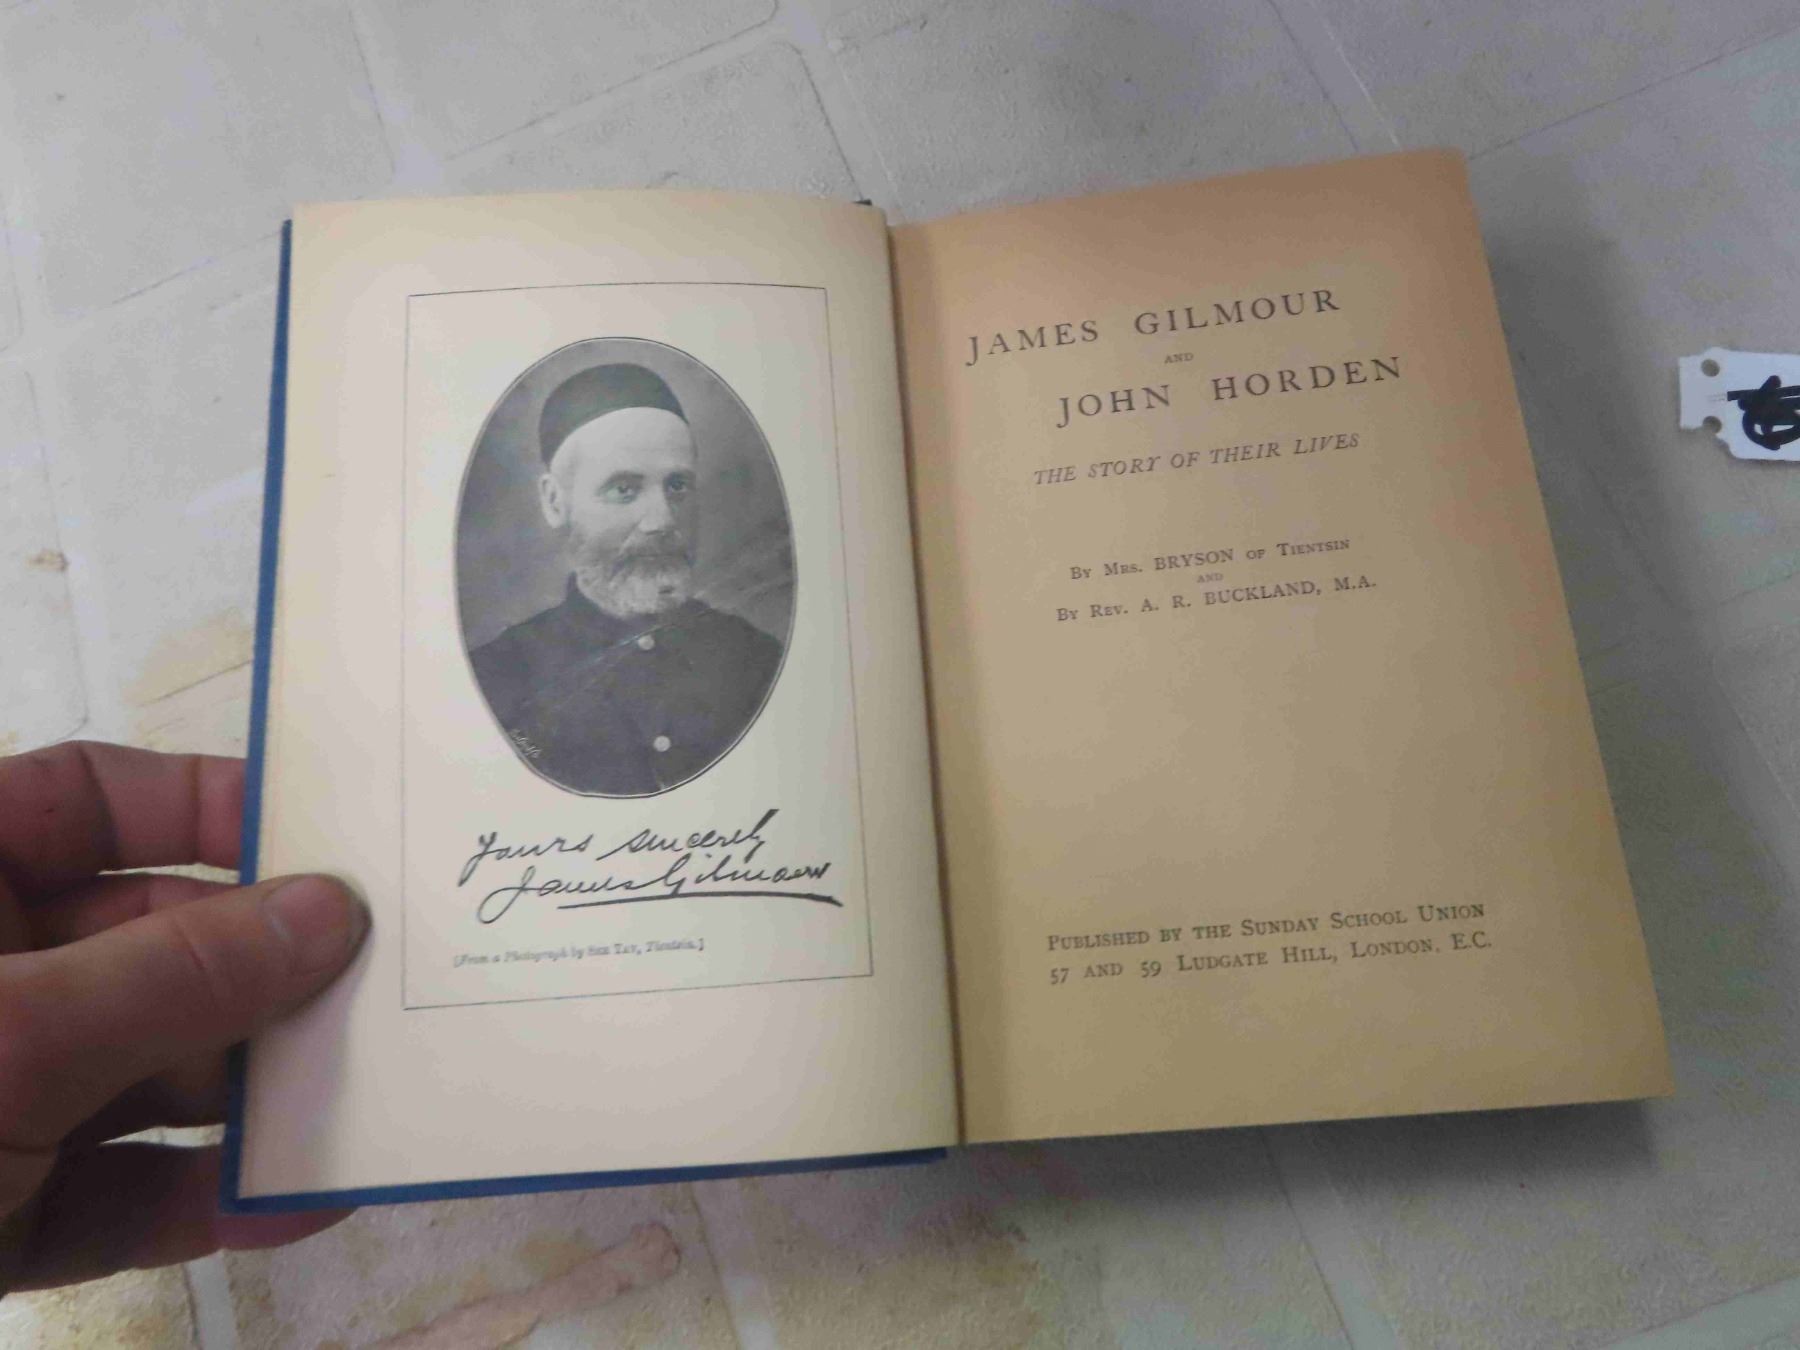 Yours sincerely
James Gilmour
[From a Photograph by SEE TAY, Tientsin.]
JAMES GILMOUR
AND
JOHN HORDEN
THE STORY OF THEIR LIVES
BY MRS. BRYSON OF TIENTSIN
AND
BY REV. A. R. BUCKLAND, M.A.
PUBLISHED BY THE SUNDAY SCHOOL UNION
57 AND 59 LUDGATE HILL, LONDON, E.C.